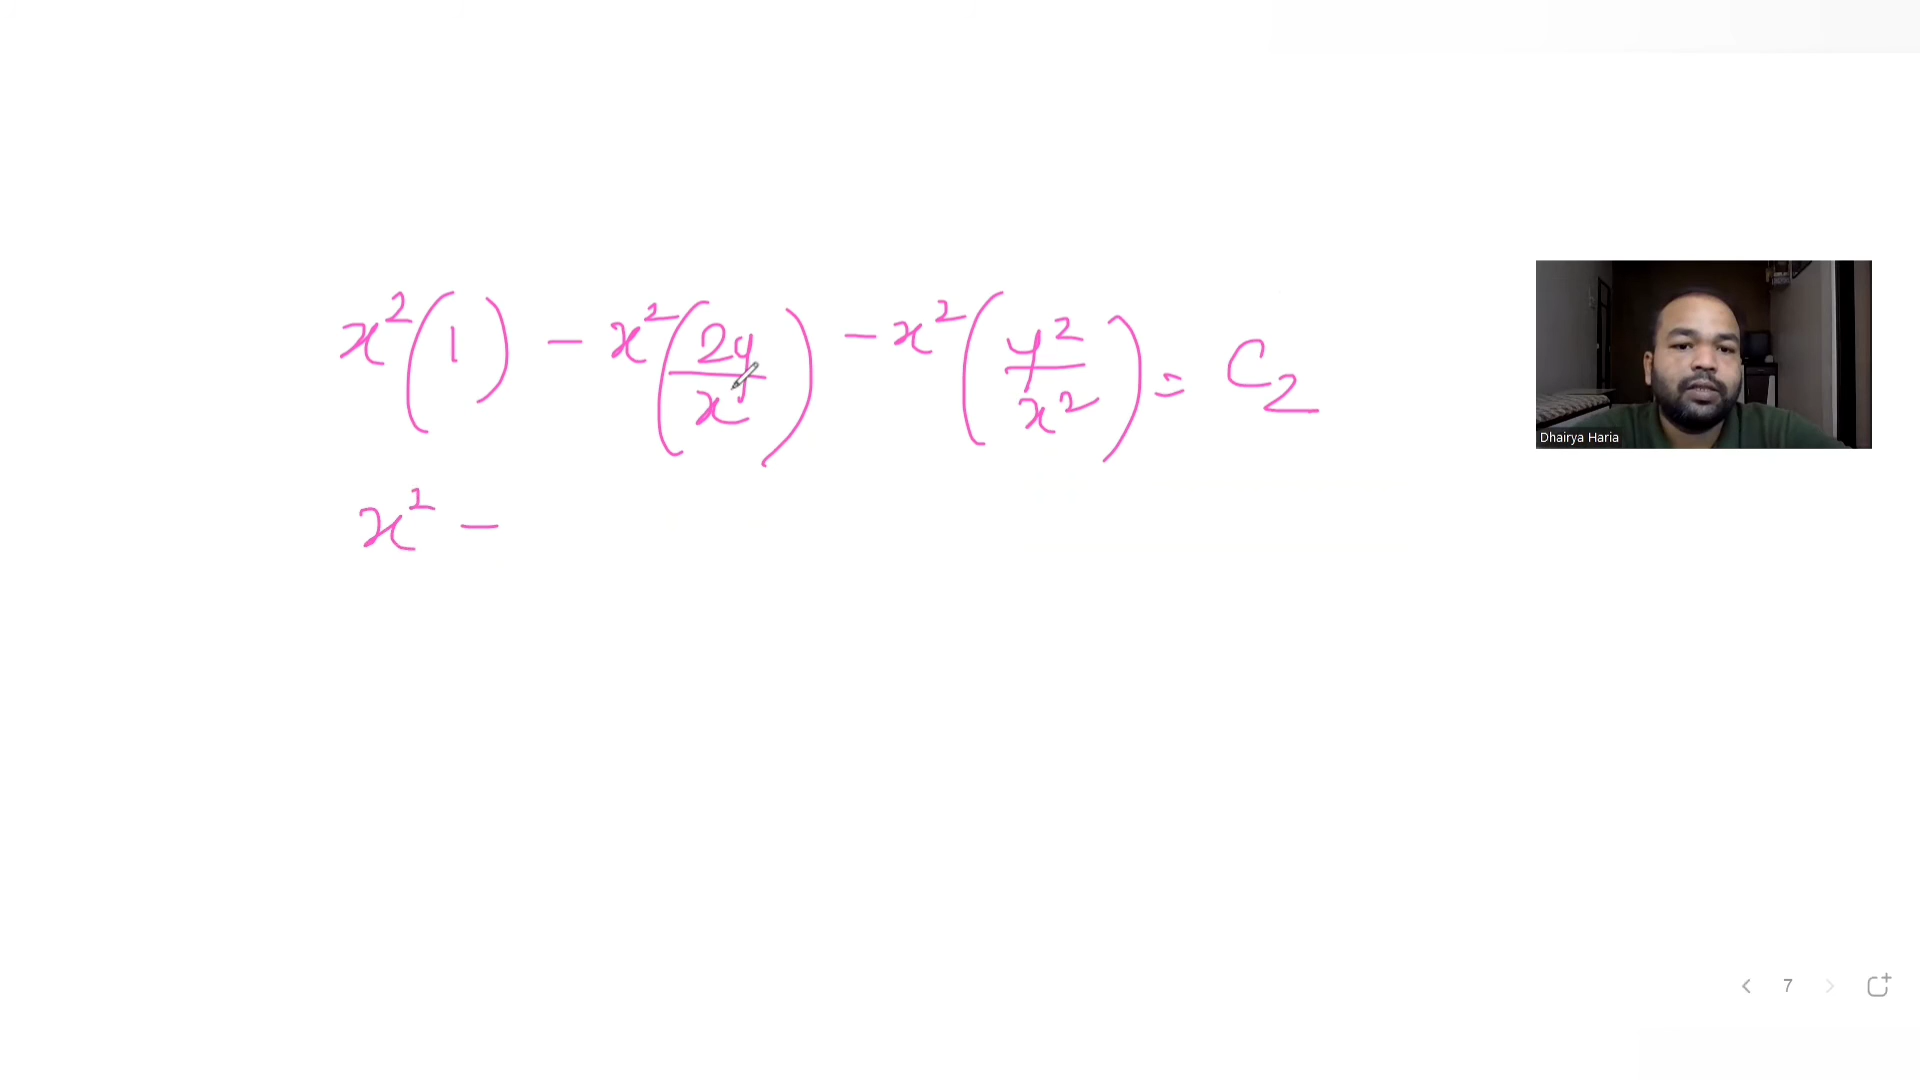 x²(1) - x²(2y/x) - x²(y²/x²) = C₂
x² -
Dhairya Haria
7